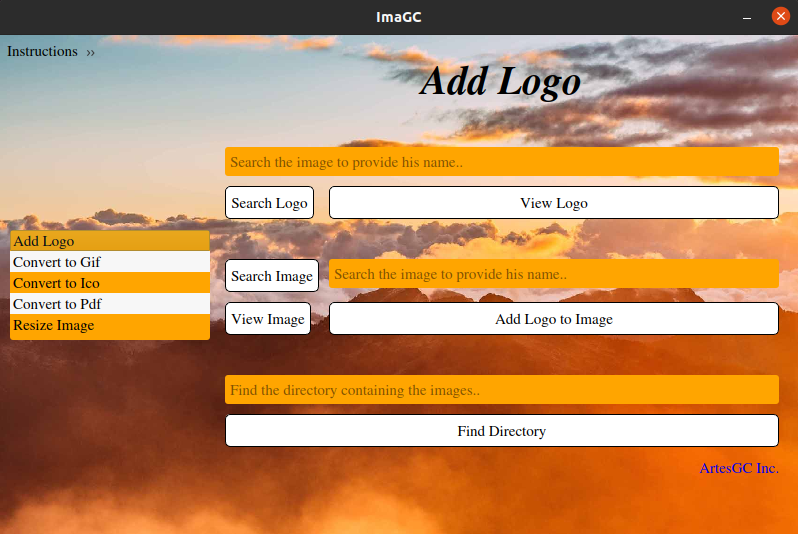 ImaGC
Instructions ››
Add Logo
Search the image to provide his name..
Search Logo
View Logo
Add Logo
Convert to Gif
Convert to Ico
Convert to Pdf
Resize Image
Search Image
Search the image to provide his name..
View Image
Add Logo to Image
Find the directory containing the images..
Find Directory
ArtesGC Inc.